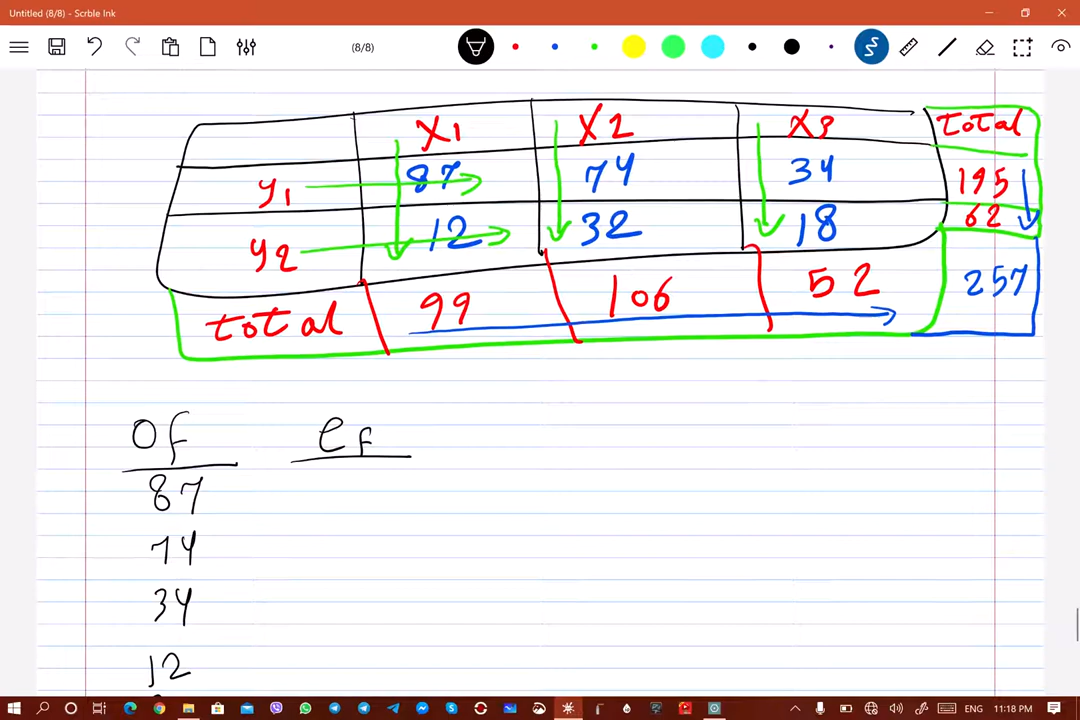 Untitled (8/8) - Scrble Ink
(8/8)
X1 X2 X3 total
y1 87 74 34 195
y2 12 32 18 62
total 99 106 52 257
Of ef
87
74
34
12
ENG 11:18 PM